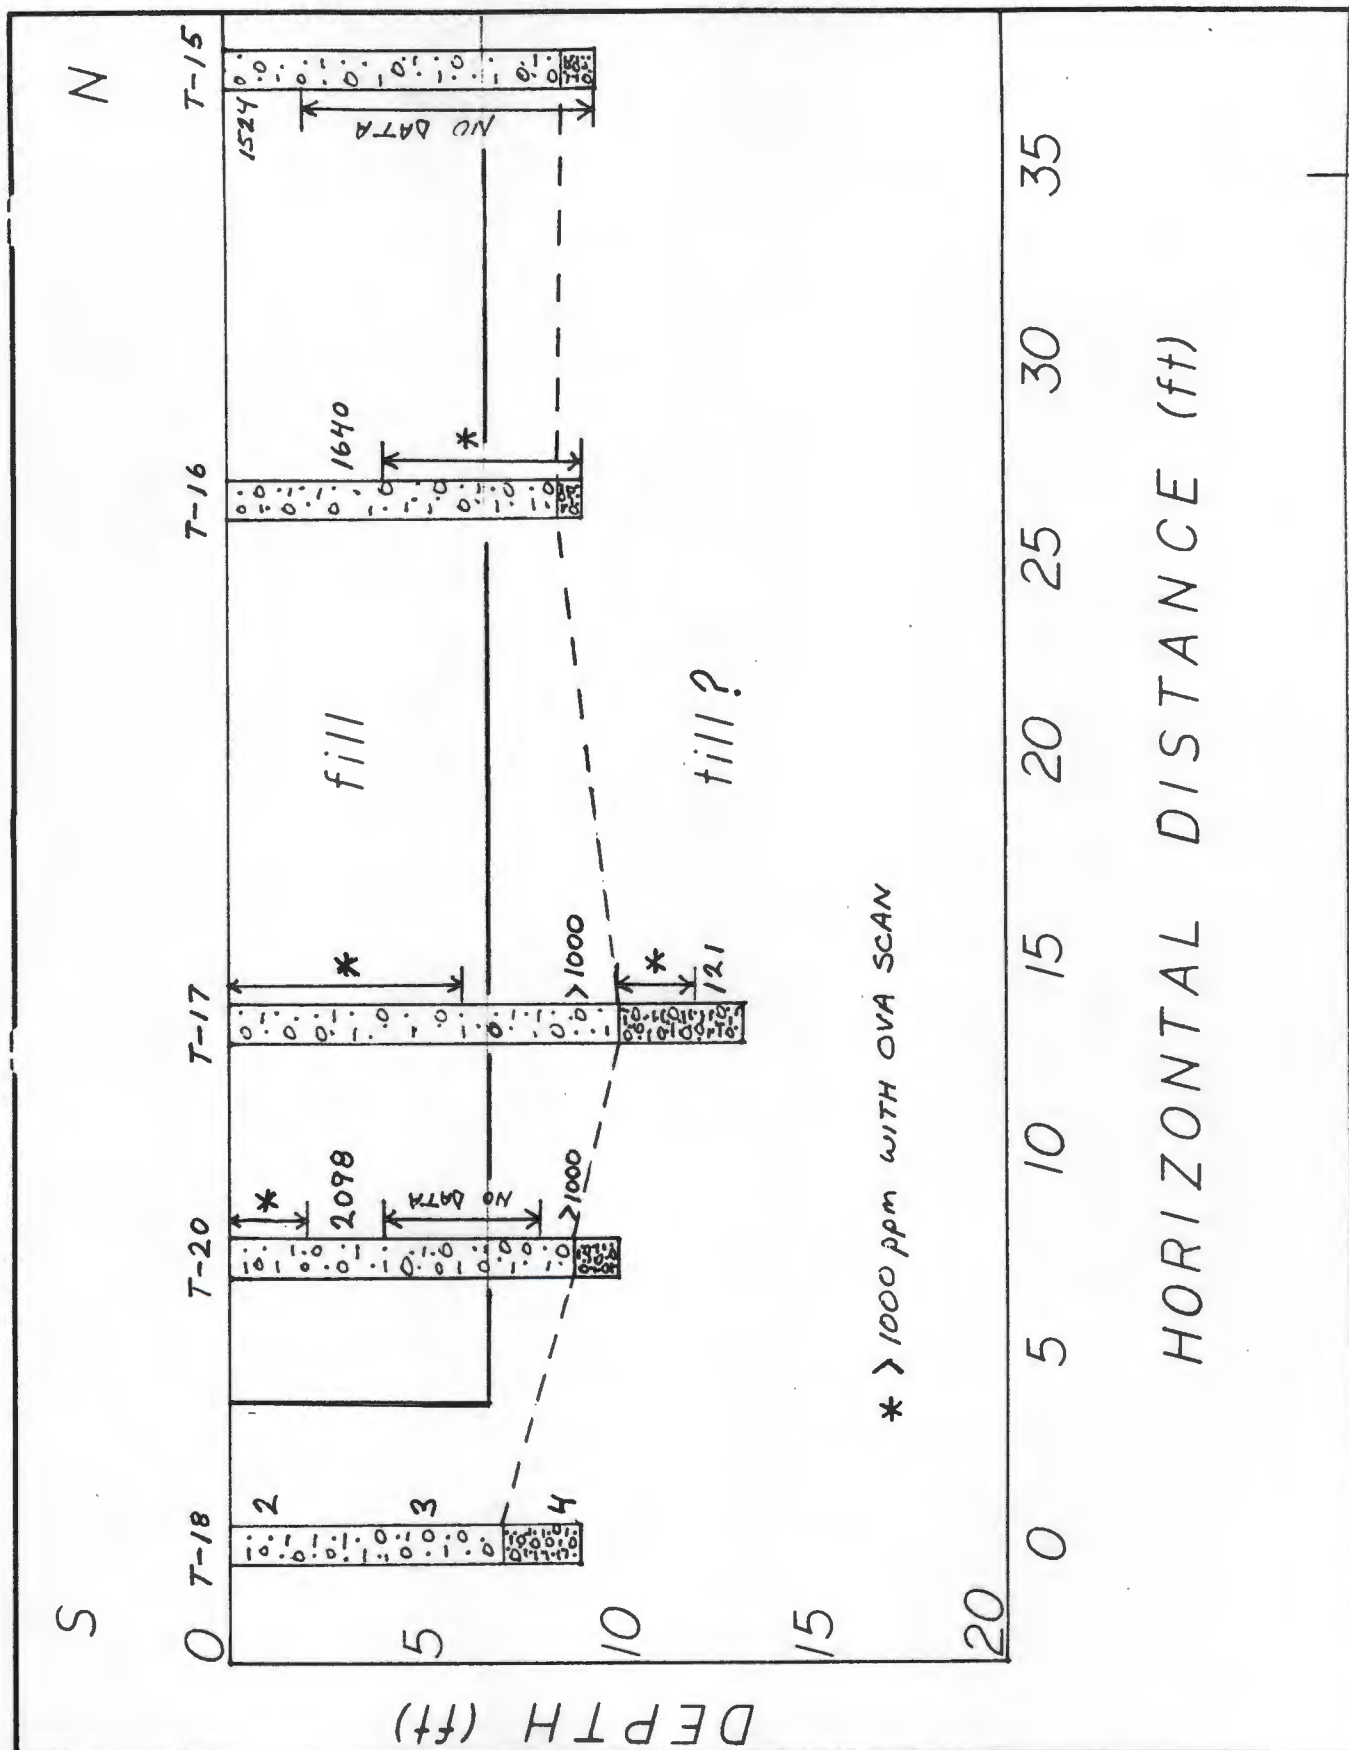 S N
T-18 T-20 T-17 T-16 T-15
0
5
10
15
20
DEPTH (ft)
2
3
4
*
2098
NO DATA
>1000
*
>1000
*
121
1640
*
1524
NO DATA
fill
till?
* >1000 ppm WITH OVA SCAN
0 5 10 15 20 25 30 35
HORIZONTAL DISTANCE (ft)